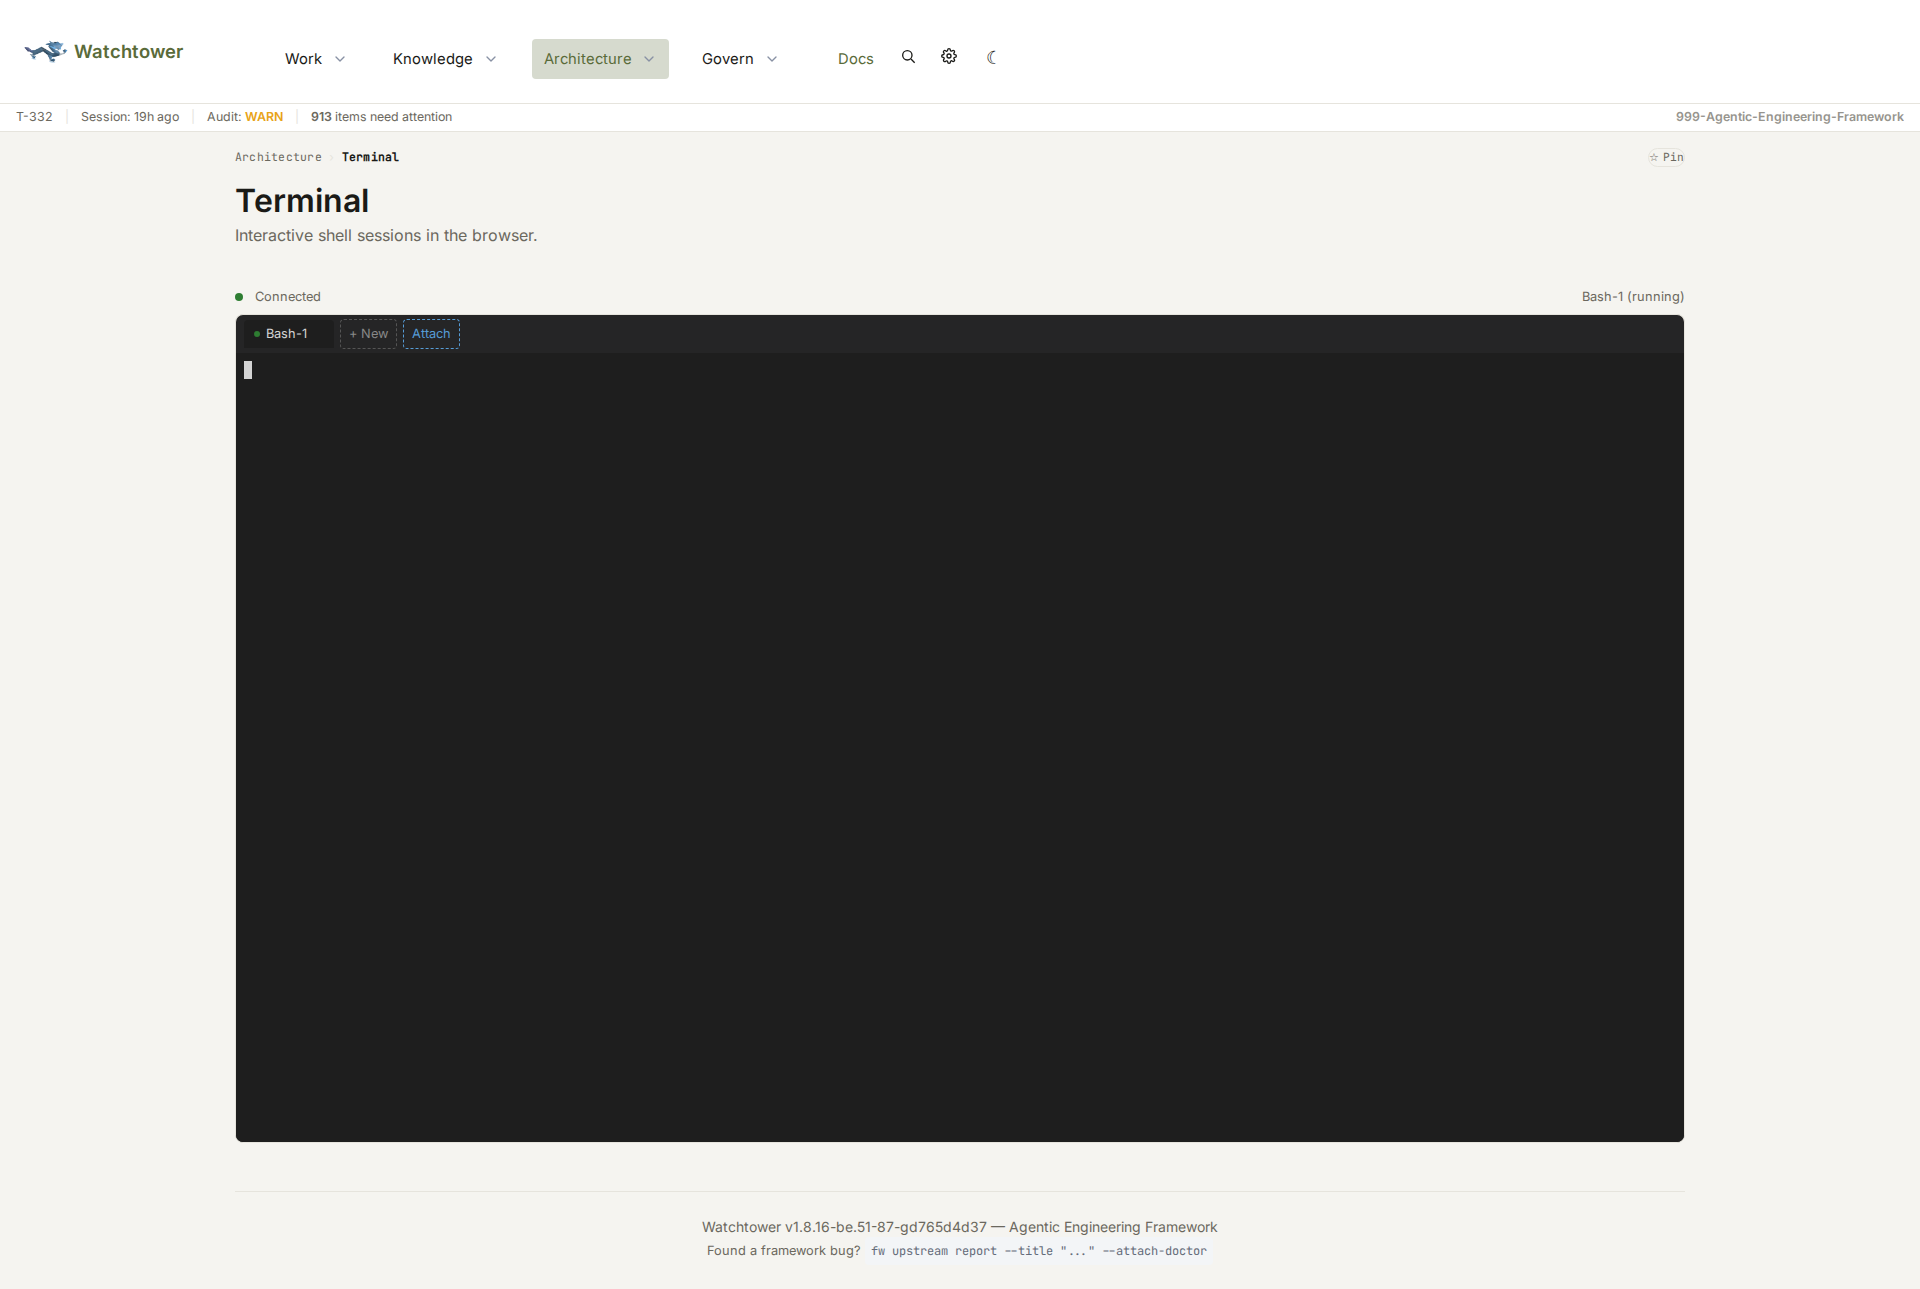 Watchtower
Work
Knowledge
Architecture
Govern
Docs
T-332
Session: 19h ago
Audit: WARN
913 items need attention
999-Agentic-Engineering-Framework
Architecture › Terminal
☆ Pin
Terminal
Interactive shell sessions in the browser.
Connected
Bash-1 (running)
Bash-1
+ New
Attach
Watchtower v1.8.16-be.51-87-gd765d4d37 — Agentic Engineering Framework
Found a framework bug? fw upstream report --title "..." --attach-doctor